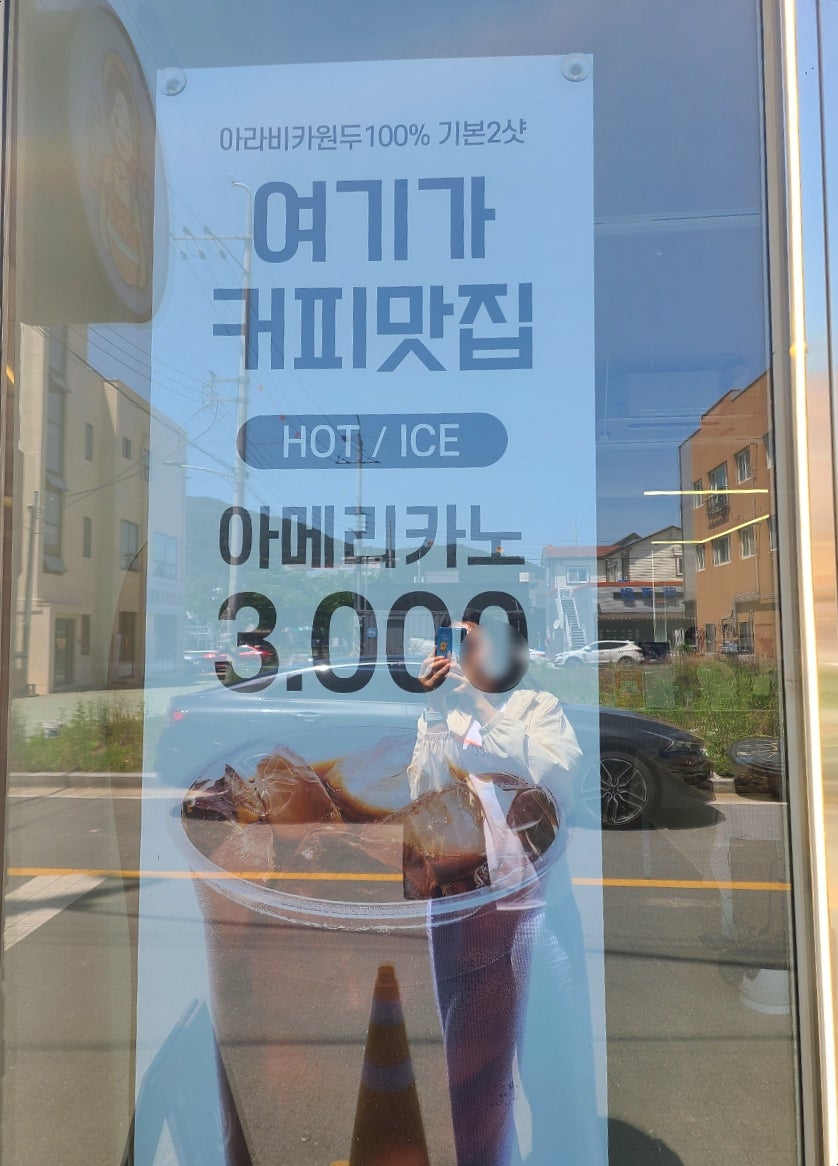 아라비카원두100% 기본2샷
여기가
커피맛집
HOT / ICE
아메리카노
3.000